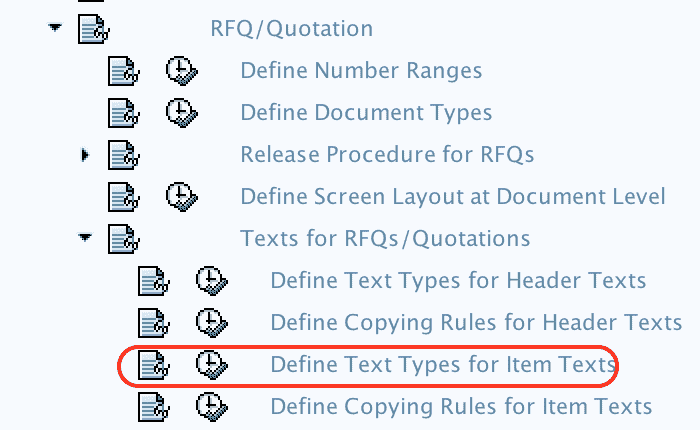 RFQ/Quotation
Define Number Ranges
Define Document Types
Release Procedure for RFQs
Define Screen Layout at Document Level
Texts for RFQs/Quotations
Define Text Types for Header Texts
Define Copying Rules for Header Texts
Define Text Types for Item Texts
Define Copying Rules for Item Texts